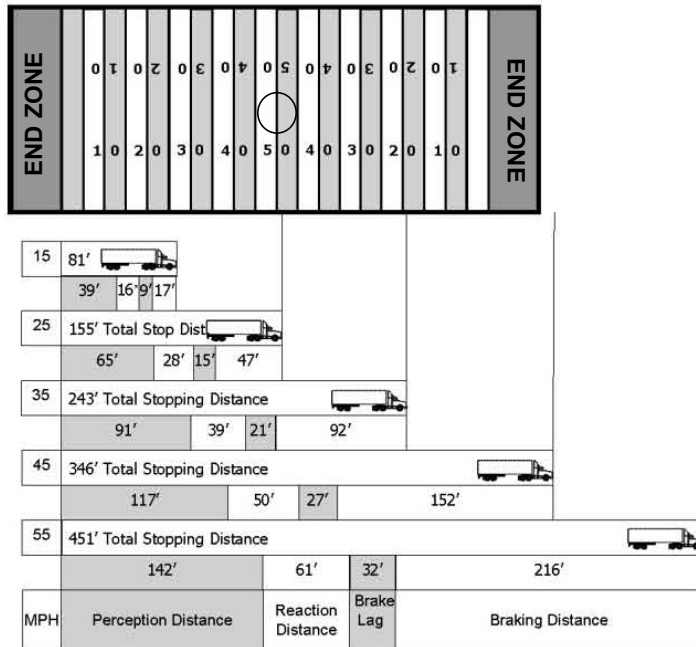 END ZONE
0 1 0 2 0 3 0 4 0 5 0 4 0 3 0 2 0 1
1 0 2 0 3 0 4 0 5 0 4 0 3 0 2 0 1 0
END ZONE
15 81'
39' 16' 9' 17'
25 155' Total Stop Dist
65' 28' 15' 47'
35 243' Total Stopping Distance
91' 39' 21' 92'
45 346' Total Stopping Distance
117' 50' 27' 152'
55 451' Total Stopping Distance
142' 61' 32' 216'
MPH Perception Distance Reaction Distance Brake Lag Braking Distance